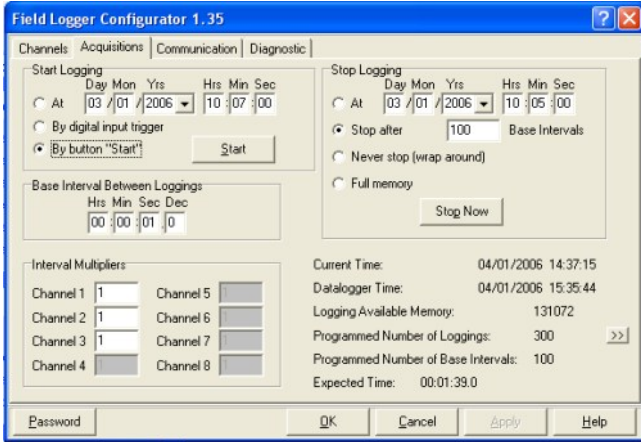 Field Logger Configurator 1.35
Channels Acquisitions Communication Diagnostic
Start Logging
Day Mon Yrs Hrs Min Sec
At 03 / 01 / 2006 10 : 07 : 00
By digital input trigger
By button "Start"
Start
Base Interval Between Loggings
Hrs Min Sec Dec
00 : 00 : 01 . 0
Interval Multipliers
Channel 1 1 Channel 5 1
Channel 2 1 Channel 6 1
Channel 3 1 Channel 7 1
Channel 4 1 Channel 8 1
Stop Logging
Day Mon Yrs Hrs Min Sec
At 03 / 01 / 2006 10 : 05 : 00
Stop after 100 Base Intervals
Never stop (wrap around)
Full memory
Stop Now
Current Time: 04/01/2006 14:37:15
Datalogger Time: 04/01/2006 15:35:44
Logging Available Memory: 131072
Programmed Number of Loggings: 300 >>
Programmed Number of Base Intervals: 100
Expected Time: 00:01:39.0
Password OK Cancel Apply Help